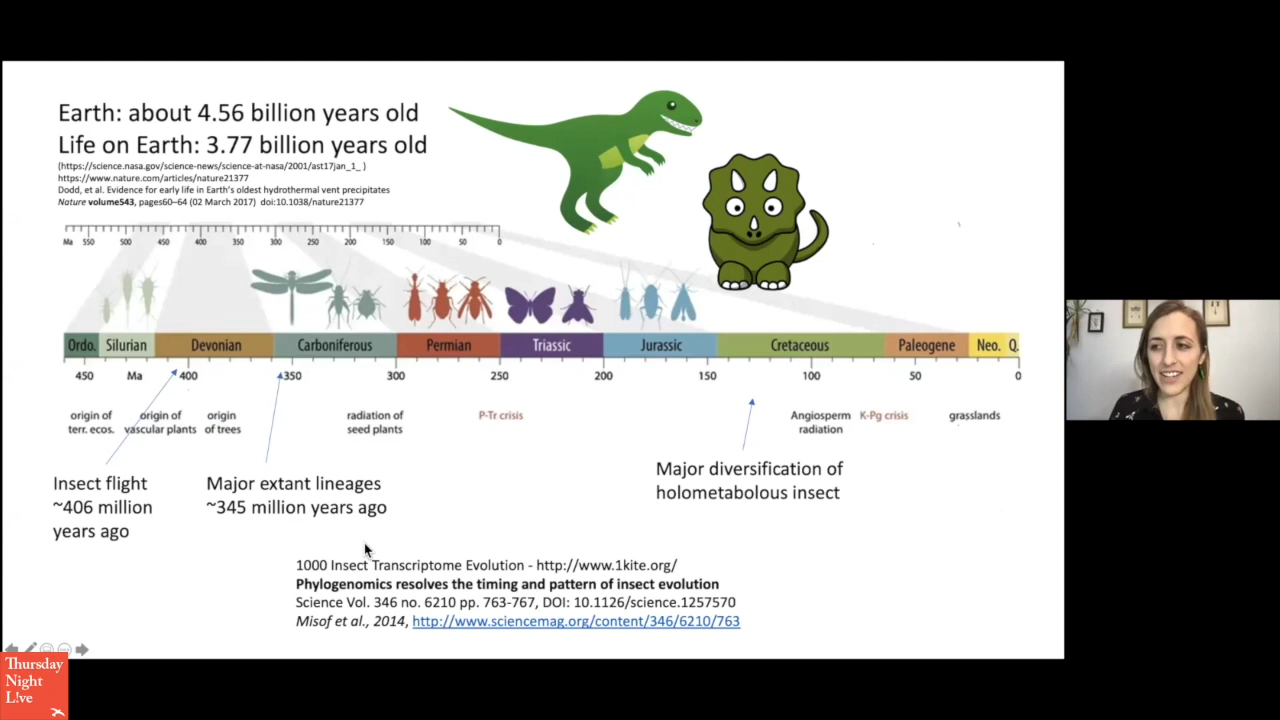 Earth: about 4.56 billion years old
Life on Earth: 3.77 billion years old
(https://science.nasa.gov/science-news/science-at-nasa/2001/ast17jan_1_ )
https://www.nature.com/articles/nature21377
Dodd, et al. Evidence for early life in Earth's oldest hydrothermal vent precipitates
Nature volume543, pages60–64 (02 March 2017) doi:10.1038/nature21377
Ma 550 500 450 400 350 300 250 200 150 100 50 0
Ordo. Silurian Devonian Carboniferous Permian Triassic Jurassic Cretaceous Paleogene Neo. Q.
450 Ma 400 350 300 250 200 150 100 50 0
origin of terr. ecos.
origin of vascular plants
origin of trees
radiation of seed plants
P-Tr crisis
Angiosperm radiation
K-Pg crisis
grasslands
Insect flight
~406 million
years ago
Major extant lineages
~345 million years ago
Major diversification of
holometabolous insect
1000 Insect Transcriptome Evolution - http://www.1kite.org/
Phylogenomics resolves the timing and pattern of insect evolution
Science Vol. 346 no. 6210 pp. 763-767, DOI: 10.1126/science.1257570
Misof et al., 2014, http://www.sciencemag.org/content/346/6210/763
Thursday
Night
L!ve